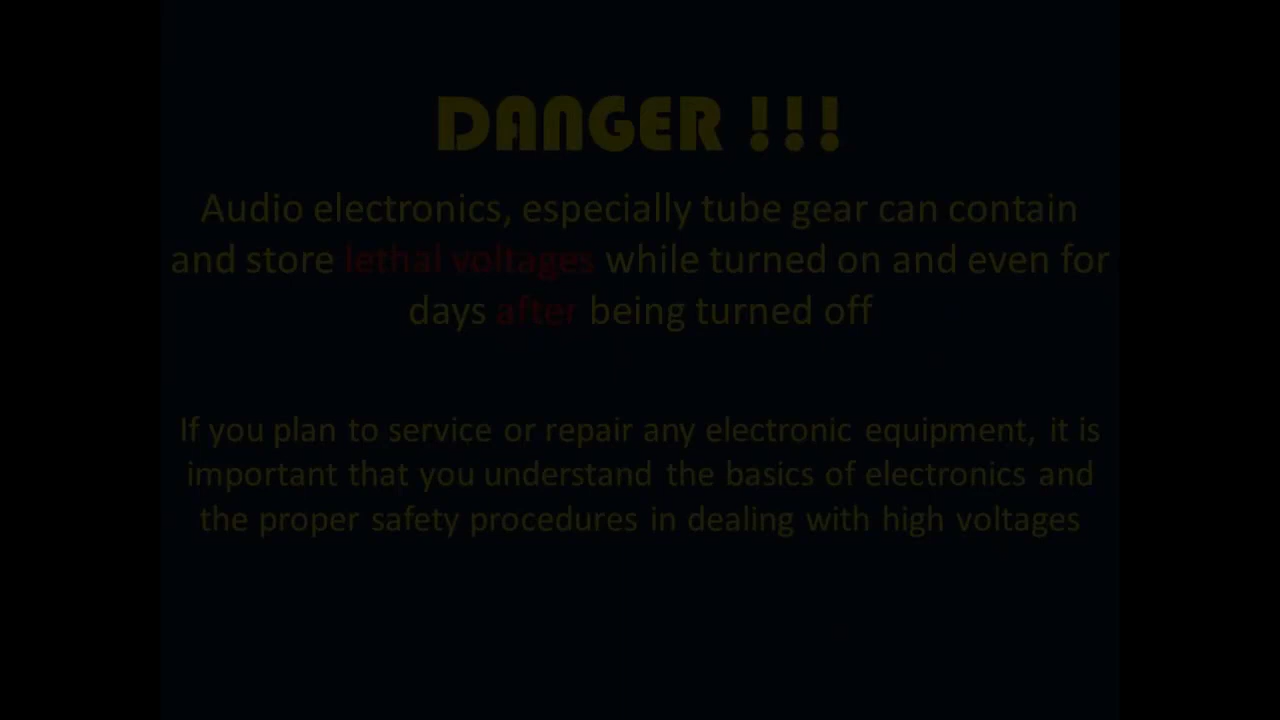 DANGER !!!
Audio electronics, especially tube gear can contain
and store lethal voltages while turned on and even for
days after being turned off
If you plan to service or repair any electronic equipment, it is
important that you understand the basics of electronics and
the proper safety procedures in dealing with high voltages